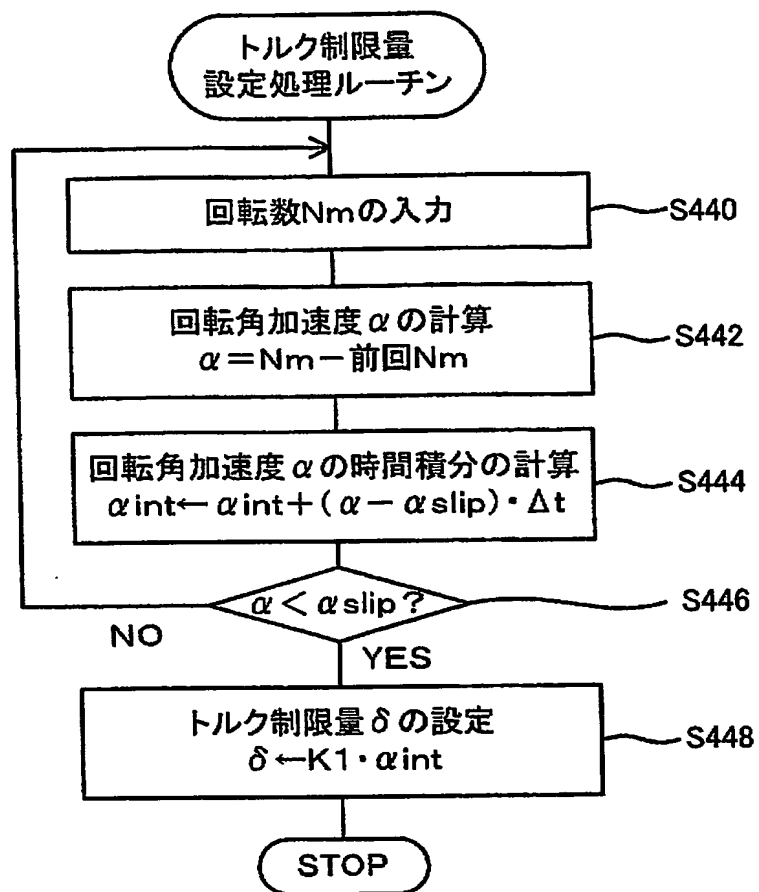 トルク制限量
設定処理ルーチン
回転数Nmの入力
S440
回転角加速度αの計算
α＝Nm－前回Nm
S442
回転角加速度αの時間積分の計算
αint←αint＋(α－αslip)・Δt
S444
α＜αslip？
S446
NO
YES
トルク制限量δの設定
δ←K1・αint
S448
STOP